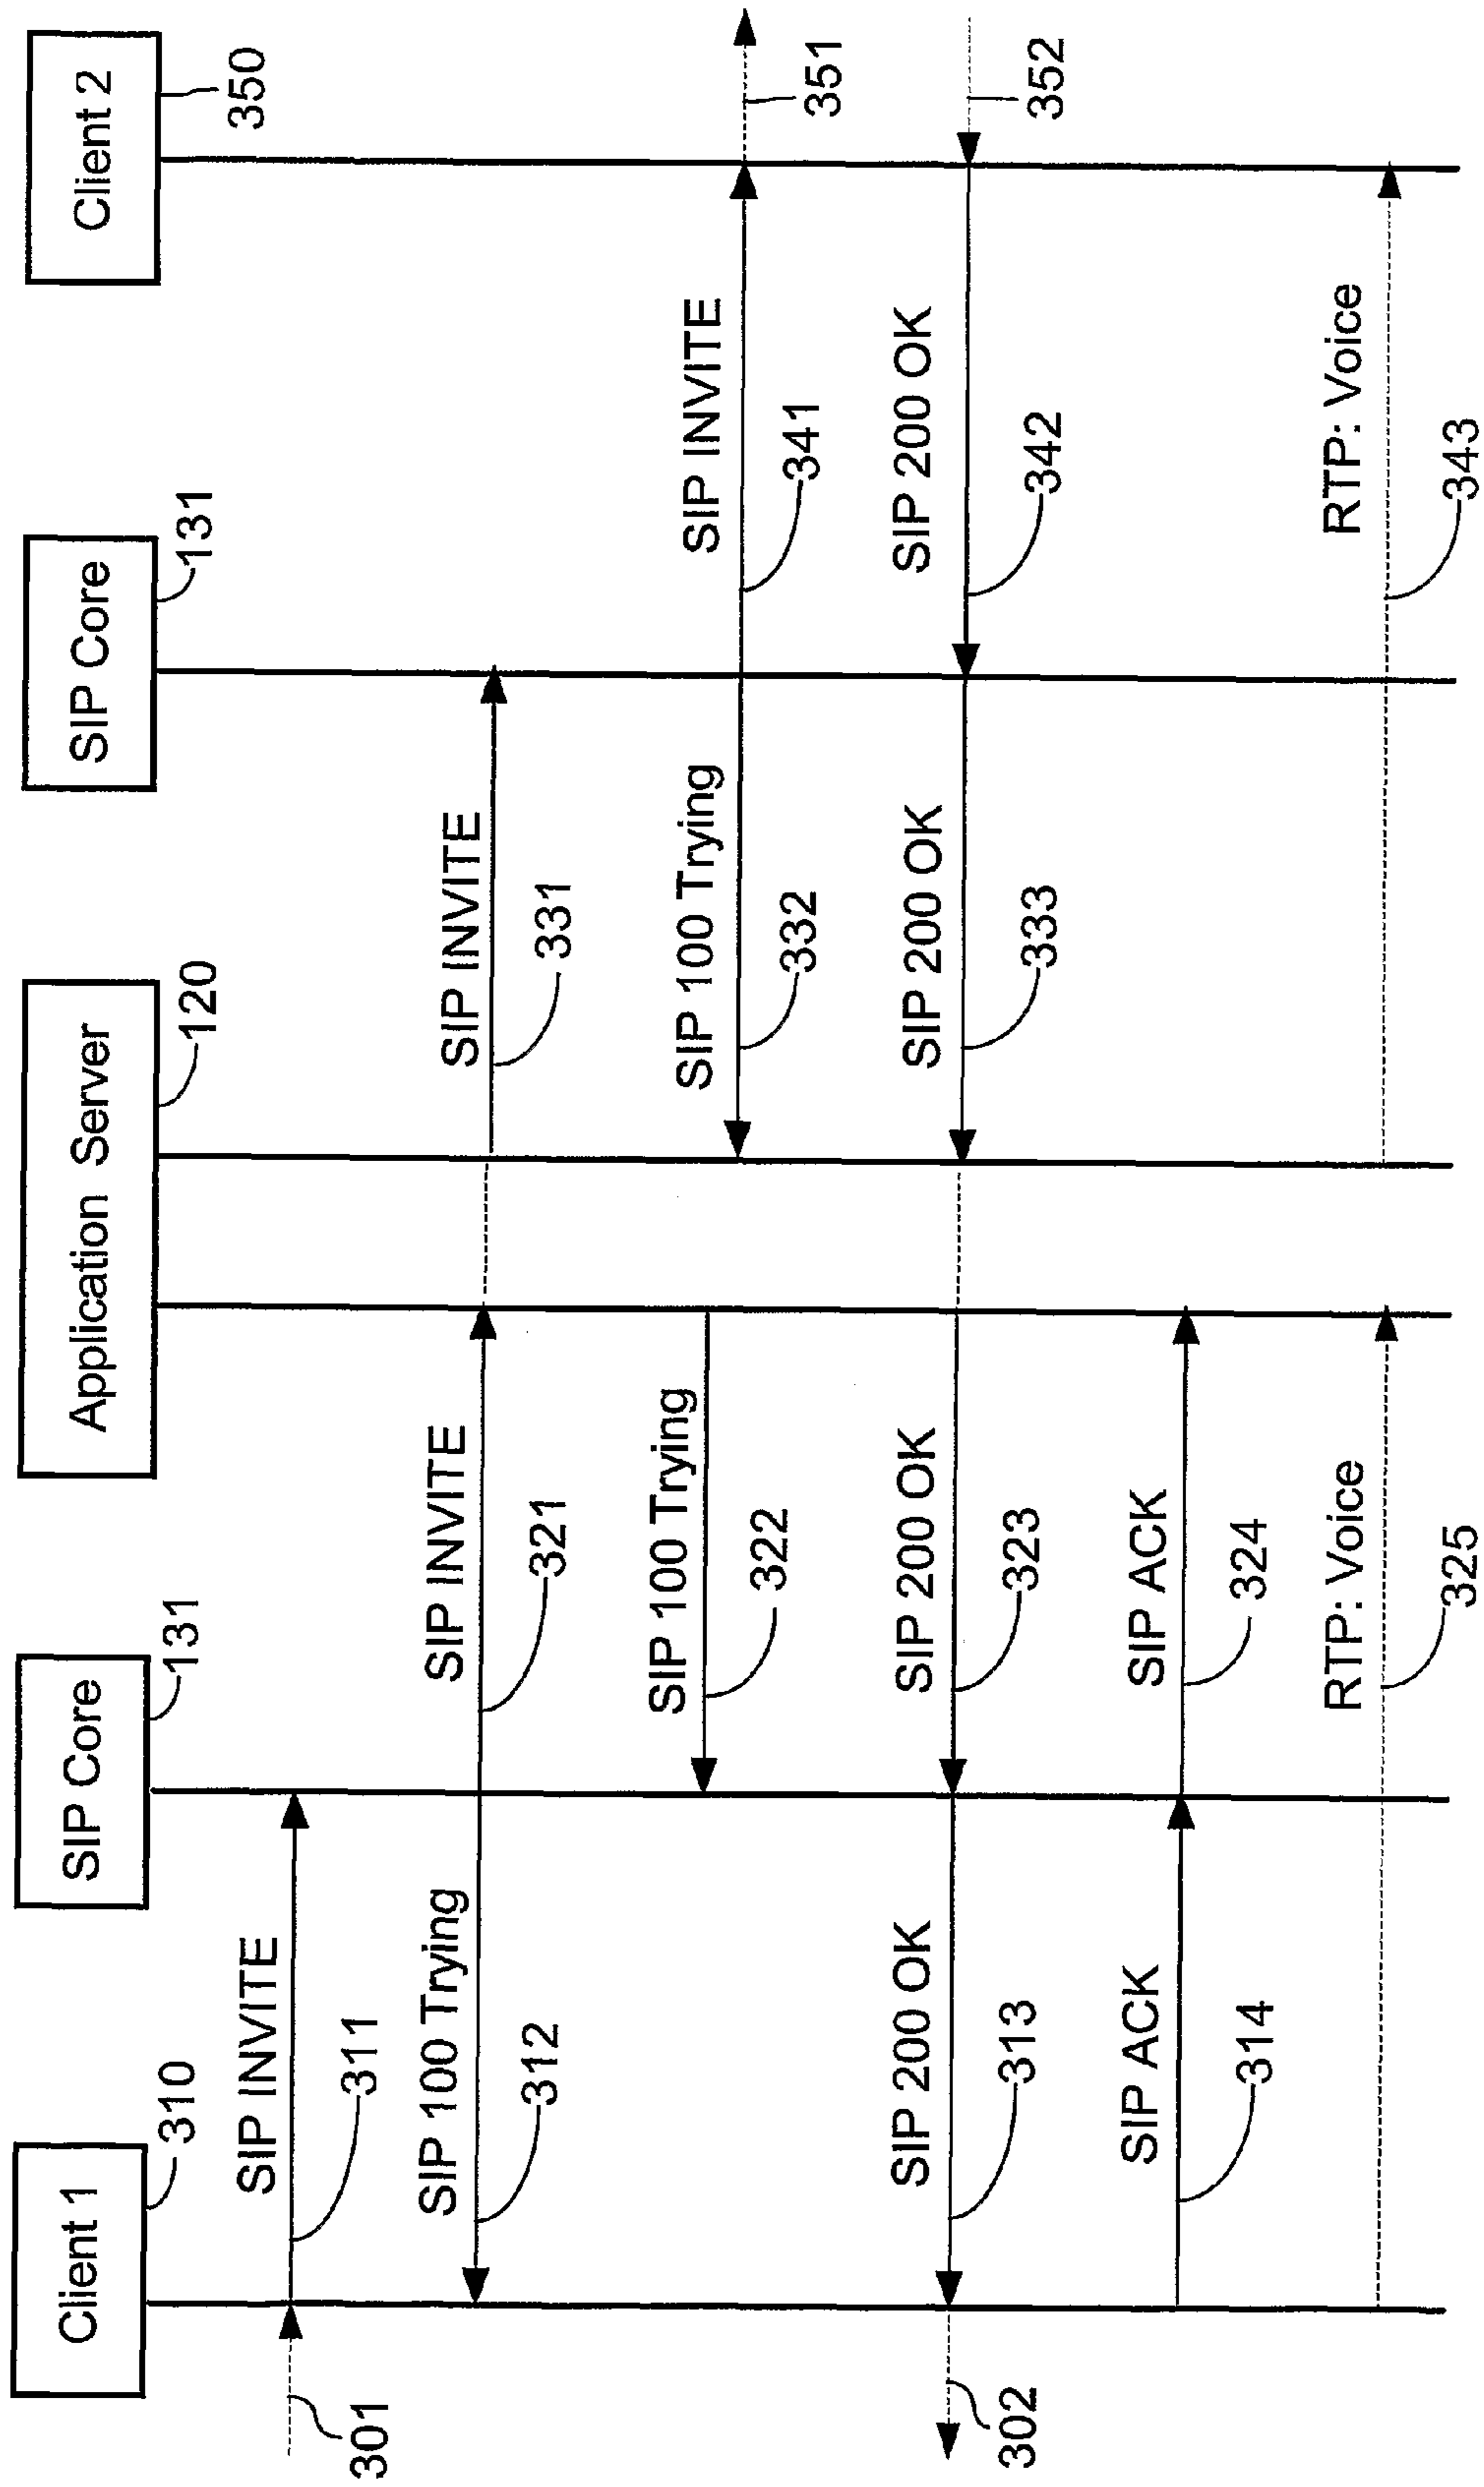 Client 1
310
SIP Core
131
Application Server
120
SIP Core
131
Client 2
350
301
SIP INVITE
311
SIP 100 Trying
312
SIP INVITE
321
SIP INVITE
331
SIP 100 Trying
322
SIP 100 Trying
332
SIP INVITE
341
351
302
SIP 200 OK
313
SIP 200 OK
323
SIP 200 OK
333
SIP 200 OK
342
352
SIP ACK
314
SIP ACK
324
RTP: Voice
325
RTP: Voice
343